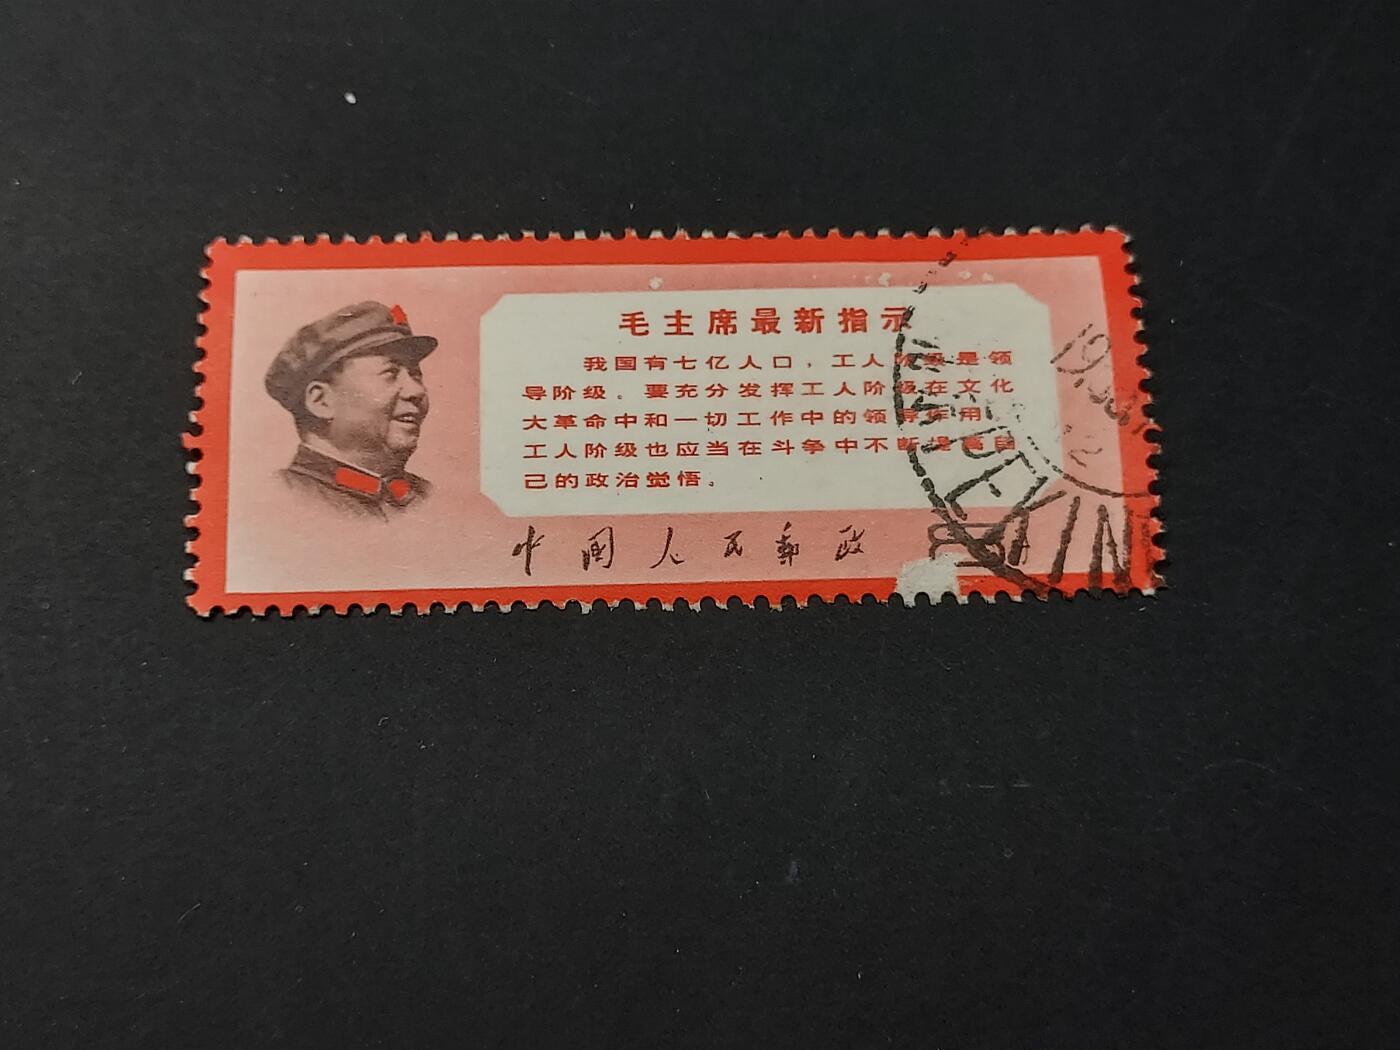 毛主席最新指示
我国有七亿人口，工人阶级是领
导阶级。要充分发挥工人阶级在文化
大革命中和一切工作中的领导作用
工人阶级也应当在斗争中不断提高自
己的政治觉悟。
中国人民邮政